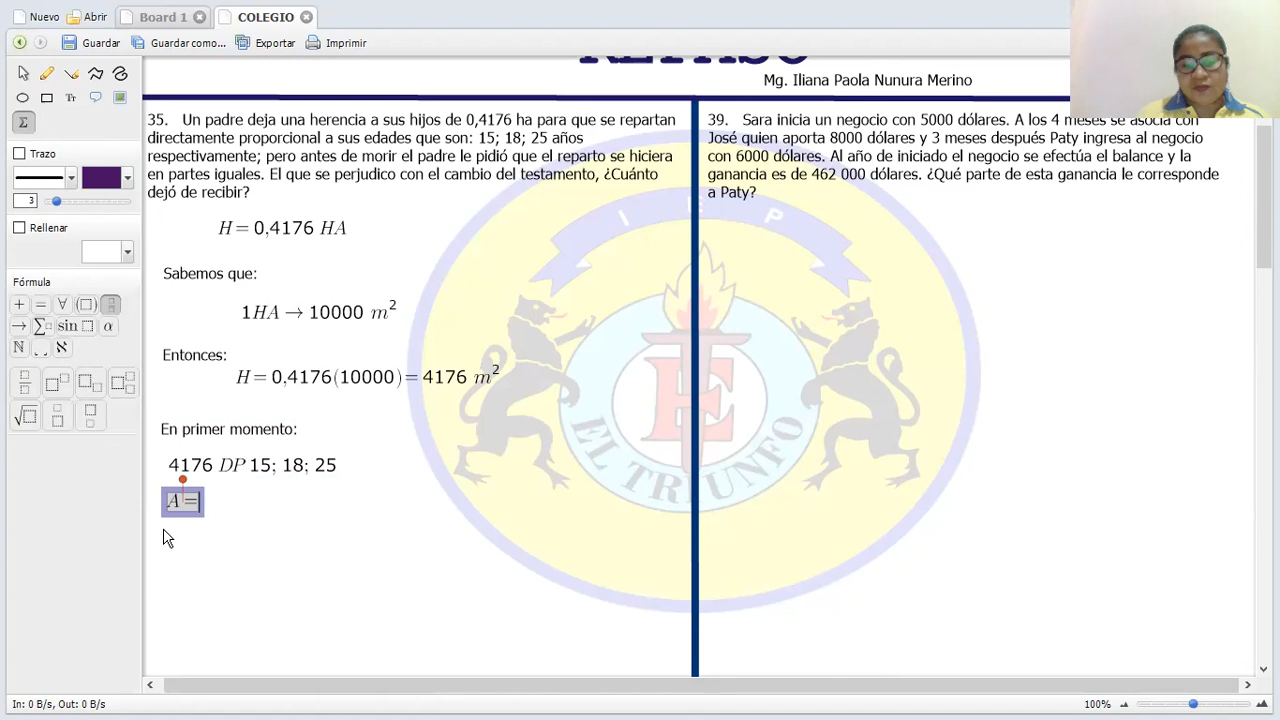 Nuevo Abrir Board 1 COLEGIO
Guardar Guardar como... Exportar Imprimir
REPASO
Mg. Iliana Paola Nunura Merino
Tr
Σ
Trazo
3
Rellenar
Fórmula
+ = ∀ (□)
→ ∑ sin α
ℕ ℵ
35. Un padre deja una herencia a sus hijos de 0,4176 ha para que se repartan
directamente proporcional a sus edades que son: 15; 18; 25 años
respectivamente; pero antes de morir el padre le pidió que el reparto se hiciera
en partes iguales. El que se perjudico con el cambio del testamento, ¿Cuánto
dejó de recibir?
H = 0,4176 HA
Sabemos que:
1HA → 10000 m²
Entonces:
H = 0,4176(10000) = 4176 m²
En primer momento:
4176 DP 15; 18; 25
A =
39. Sara inicia un negocio con 5000 dólares. A los 4 meses se asocia con
José quien aporta 8000 dólares y 3 meses después Paty ingresa al negocio
con 6000 dólares. Al año de iniciado el negocio se efectúa el balance y la
ganancia es de 462 000 dólares. ¿Qué parte de esta ganancia le corresponde
a Paty?
I E P
E
EL TRIUNFO
In: 0 B/s, Out: 0 B/s
100%